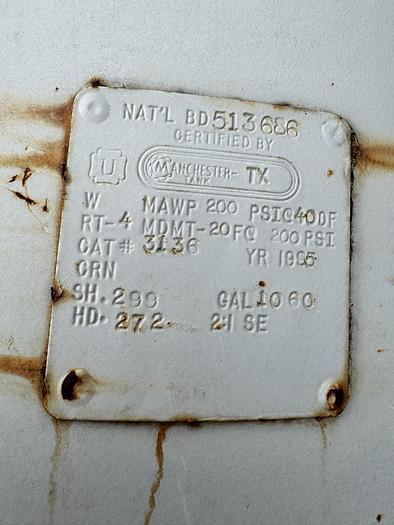 NAT'L BD 513686
CERTIFIED BY
U
MANCHESTER-TANK TX
W MAWP 200 PSI@400F
RT-4 MDMT-20F@ 200 PSI
CAT# 3136 YR 1995
CRN
SH. 299 GAL 1060
HD. 272 2:1 SE